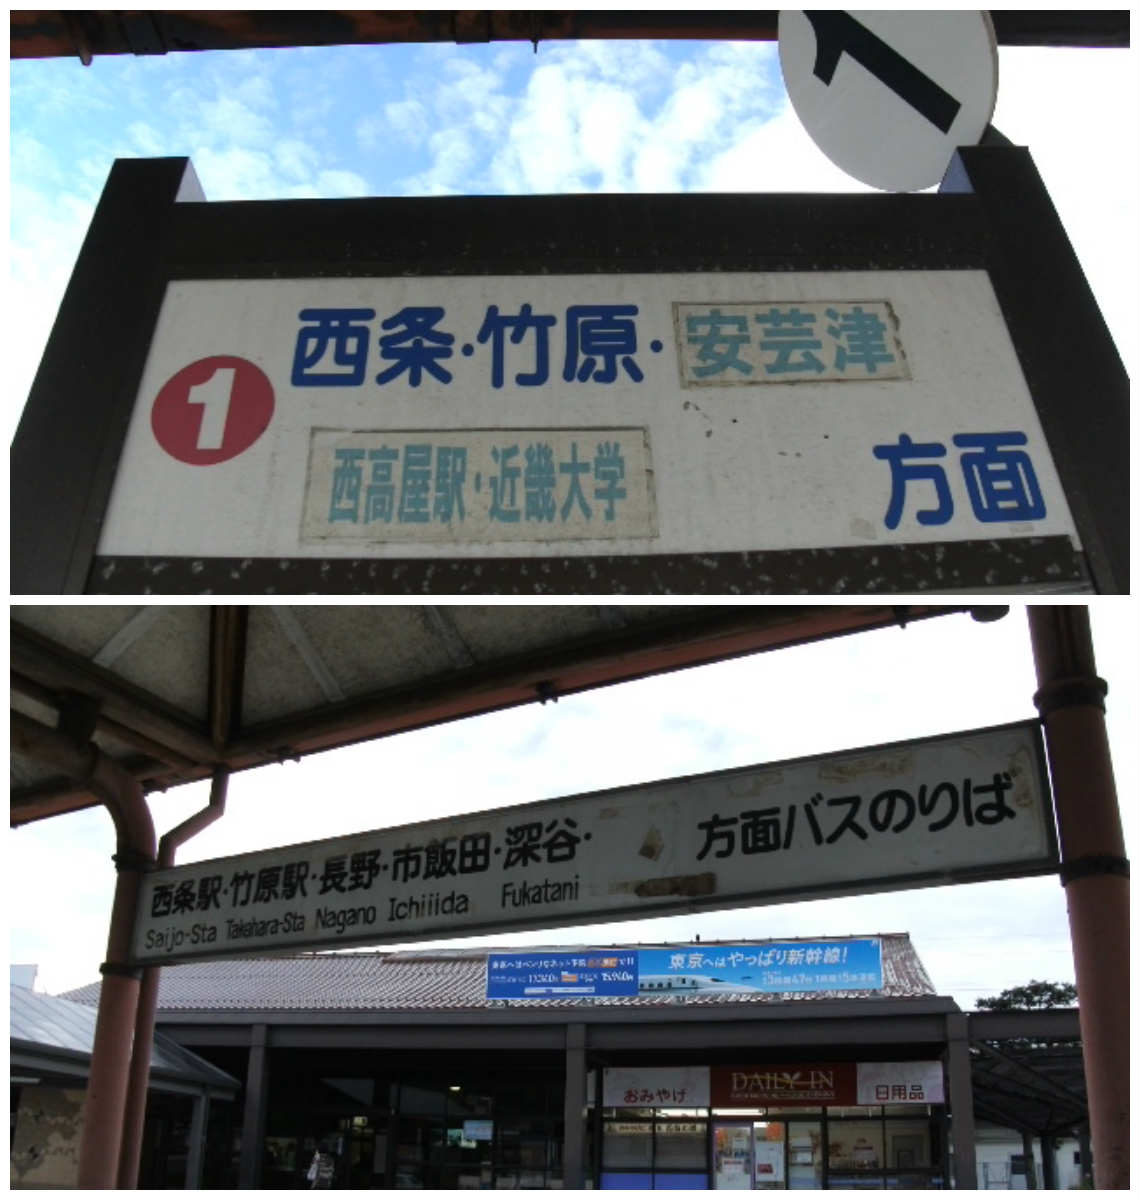 1
1
西条・竹原・安芸津
西高屋駅・近畿大学
方面
西条駅・竹原駅・長野・市飯田・深谷・ 方面バスのりば
Saijo-Sta Takehara-Sta Nagano Ichiiida Fukatani
東京へはやっぱり新幹線!
おみやげ
DAILY IN
日用品